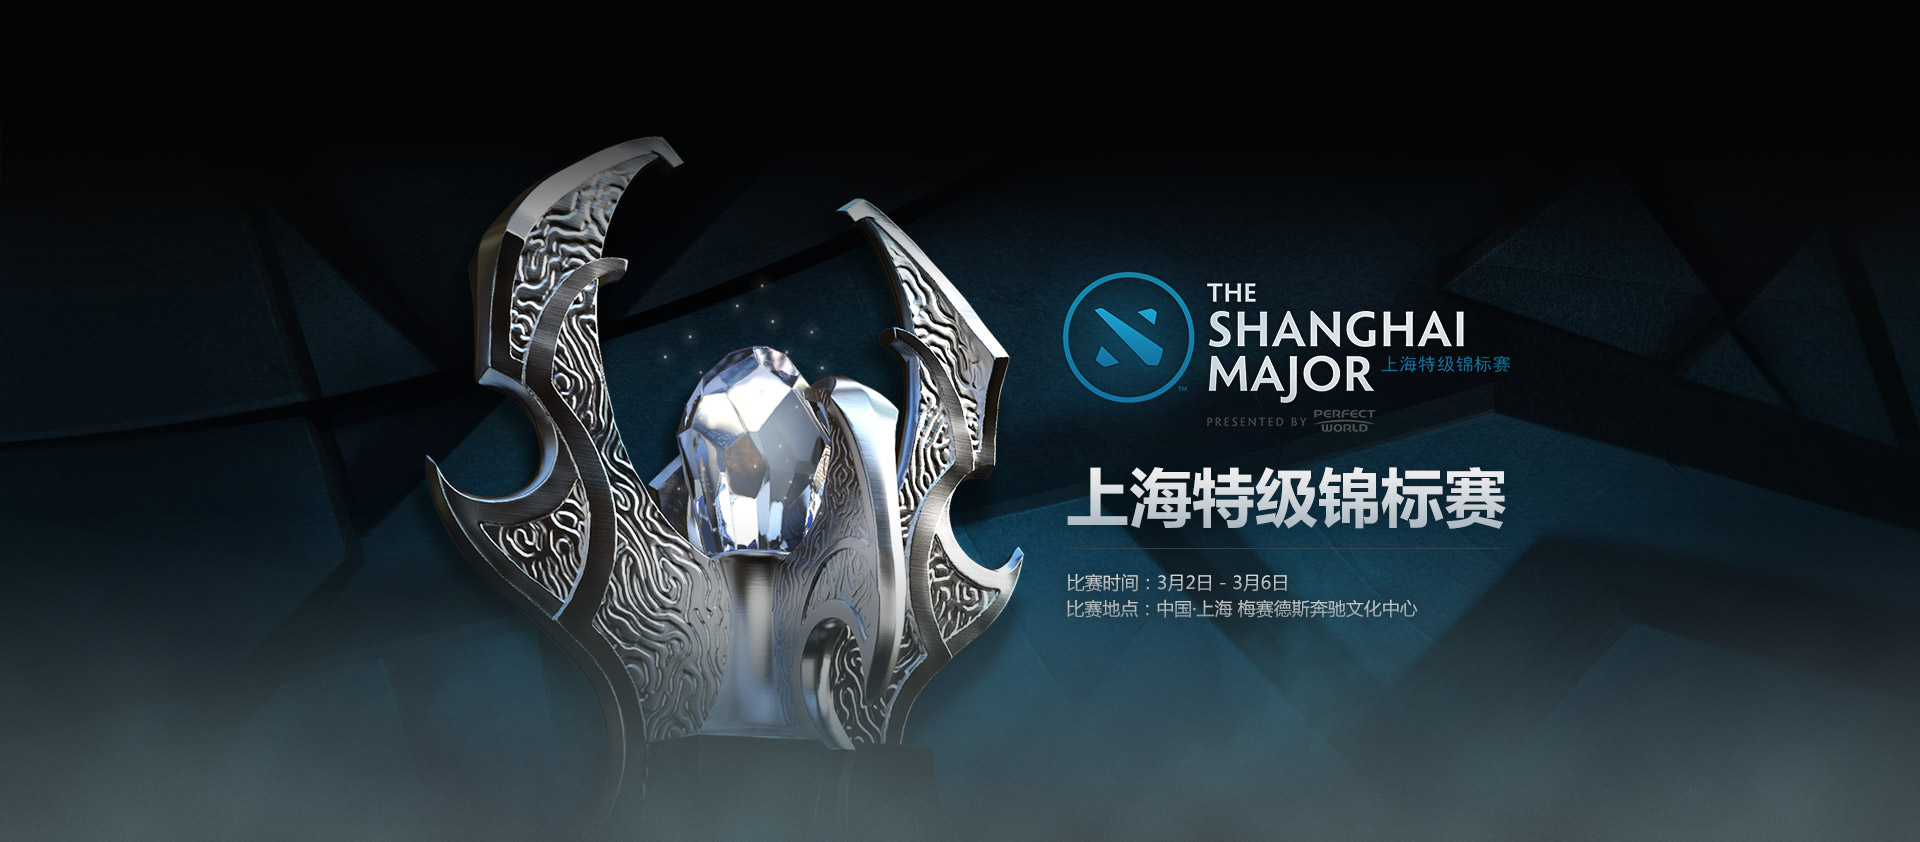 THE
SHANGHAI
MAJOR 上海特级锦标赛
™
PRESENTED BY PERFECT WORLD
上海特级锦标赛
比赛时间：3月2日 - 3月6日
比赛地点：中国·上海 梅赛德斯奔驰文化中心